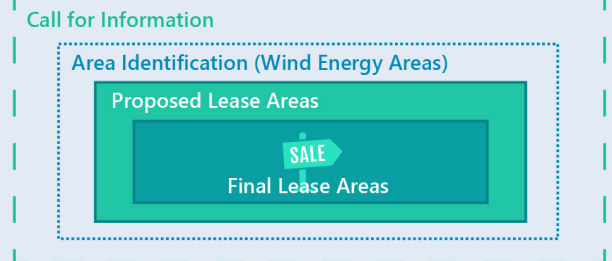 Call for Information
Area Identification (Wind Energy Areas)
Proposed Lease Areas
SALE
Final Lease Areas